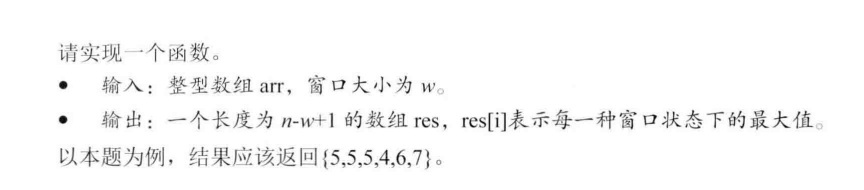 请实现一个函数。
● 输入：整型数组 arr，窗口大小为 w。
● 输出：一个长度为 n-w+1 的数组 res，res[i]表示每一种窗口状态下的最大值。
以本题为例，结果应该返回{5,5,5,4,6,7}。